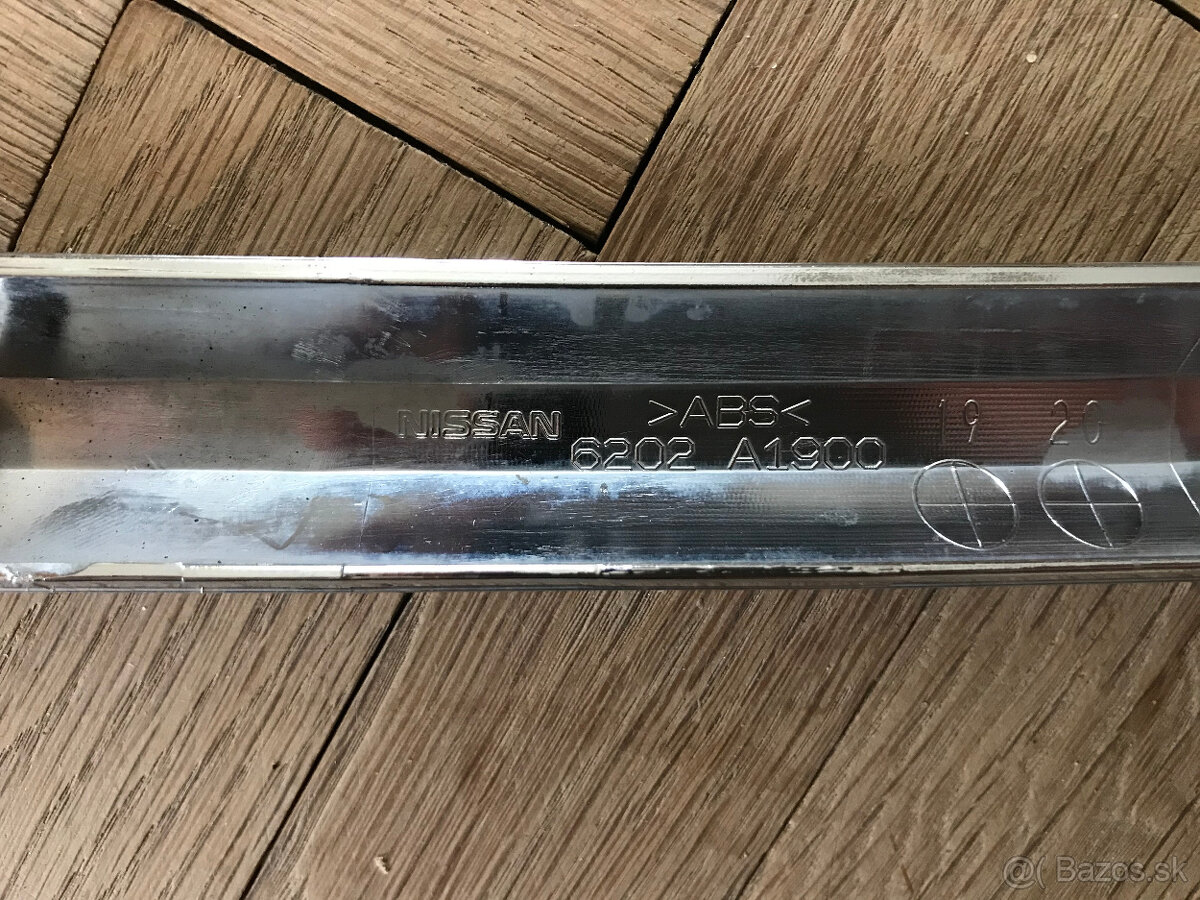 NISSAN >ABS<
6202 A1900
19 20
@( Bazos.sk